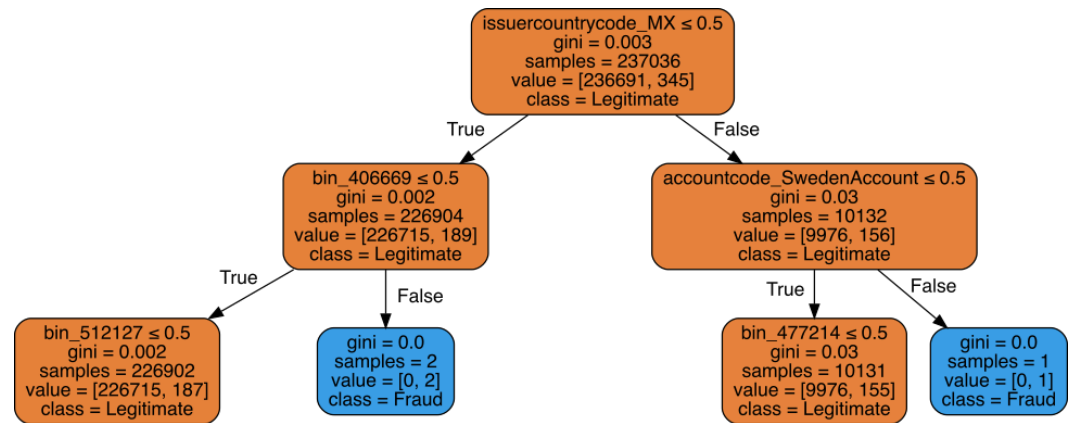 issuercountrycode_MX ≤ 0.5
gini = 0.003
samples = 237036
value = [236691, 345]
class = Legitimate
True
False
bin_406669 ≤ 0.5
gini = 0.002
samples = 226904
value = [226715, 189]
class = Legitimate
accountcode_SwedenAccount ≤ 0.5
gini = 0.03
samples = 10132
value = [9976, 156]
class = Legitimate
True
False
True
False
bin_512127 ≤ 0.5
gini = 0.002
samples = 226902
value = [226715, 187]
class = Legitimate
gini = 0.0
samples = 2
value = [0, 2]
class = Fraud
bin_477214 ≤ 0.5
gini = 0.03
samples = 10131
value = [9976, 155]
class = Legitimate
gini = 0.0
samples = 1
value = [0, 1]
class = Fraud